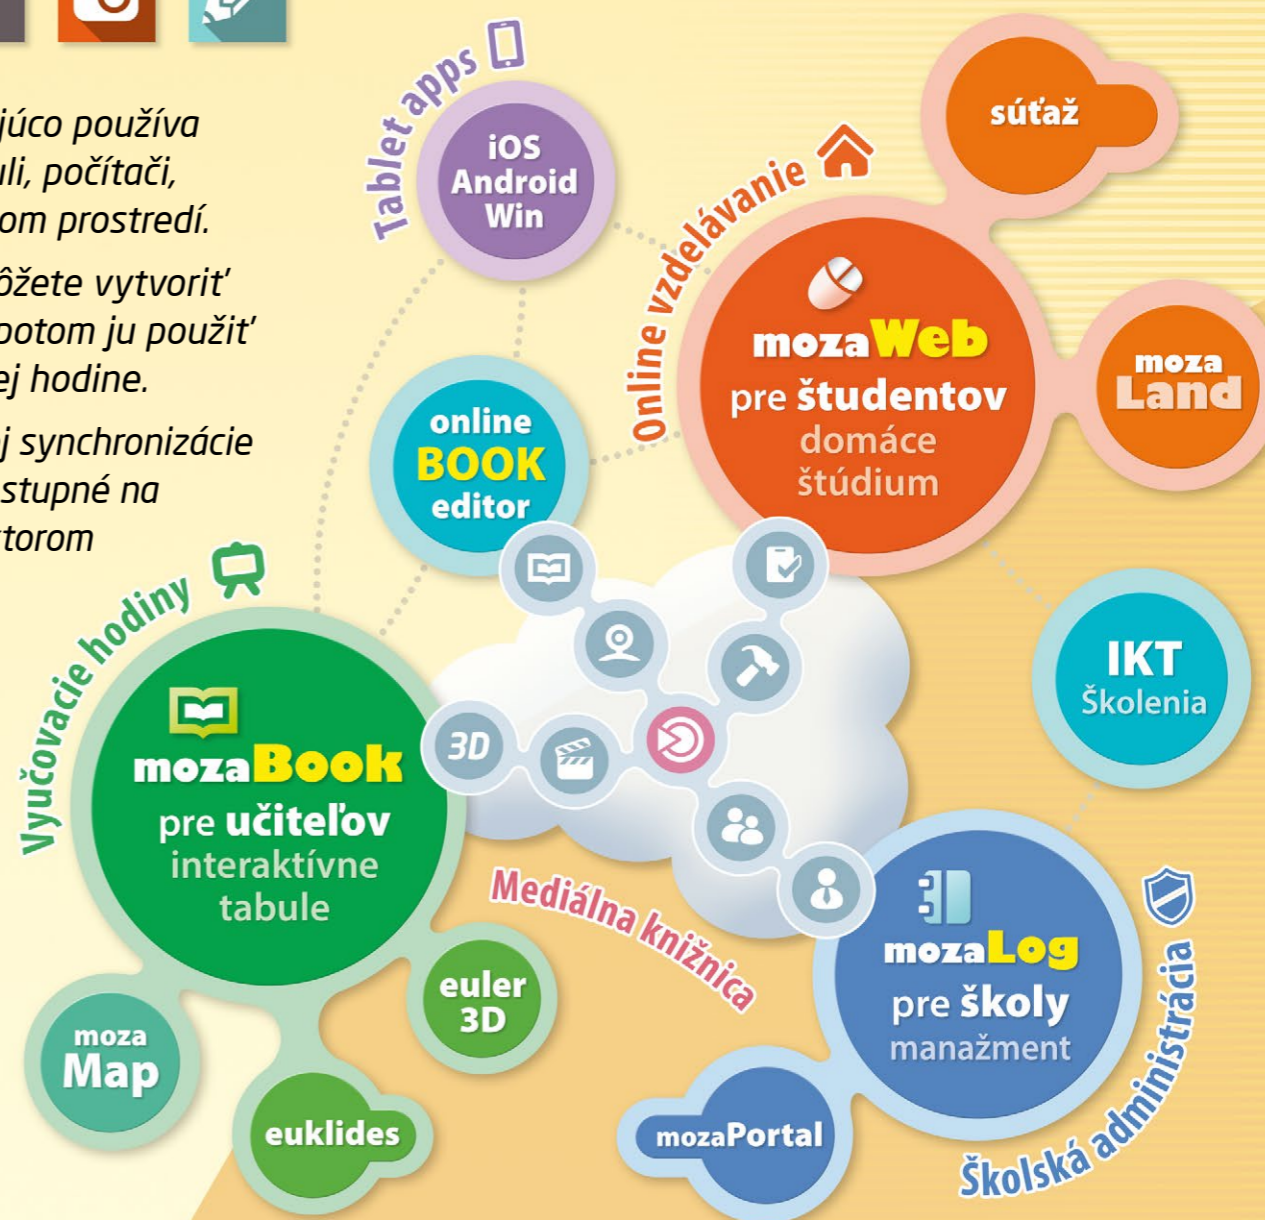 júco používa
uli, počítači,
om prostredí.
ôžete vytvoriť
potom ju použiť
ej hodine.
j synchronizácie
stupné na
torom
Tablet apps
iOS
Android
Win
súťaž
Online vzdelávanie
mozaWeb
pre študentov
domáce
štúdium
moza
Land
online
BOOK
editor
IKT
Školenia
Vyučovacie hodiny
mozaBook
pre učiteľov
interaktívne
tabule
3D
Mediálna knižnica
mozaLog
pre školy
manažment
Školská administrácia
euler
3D
moza
Map
euklides
mozaPortal